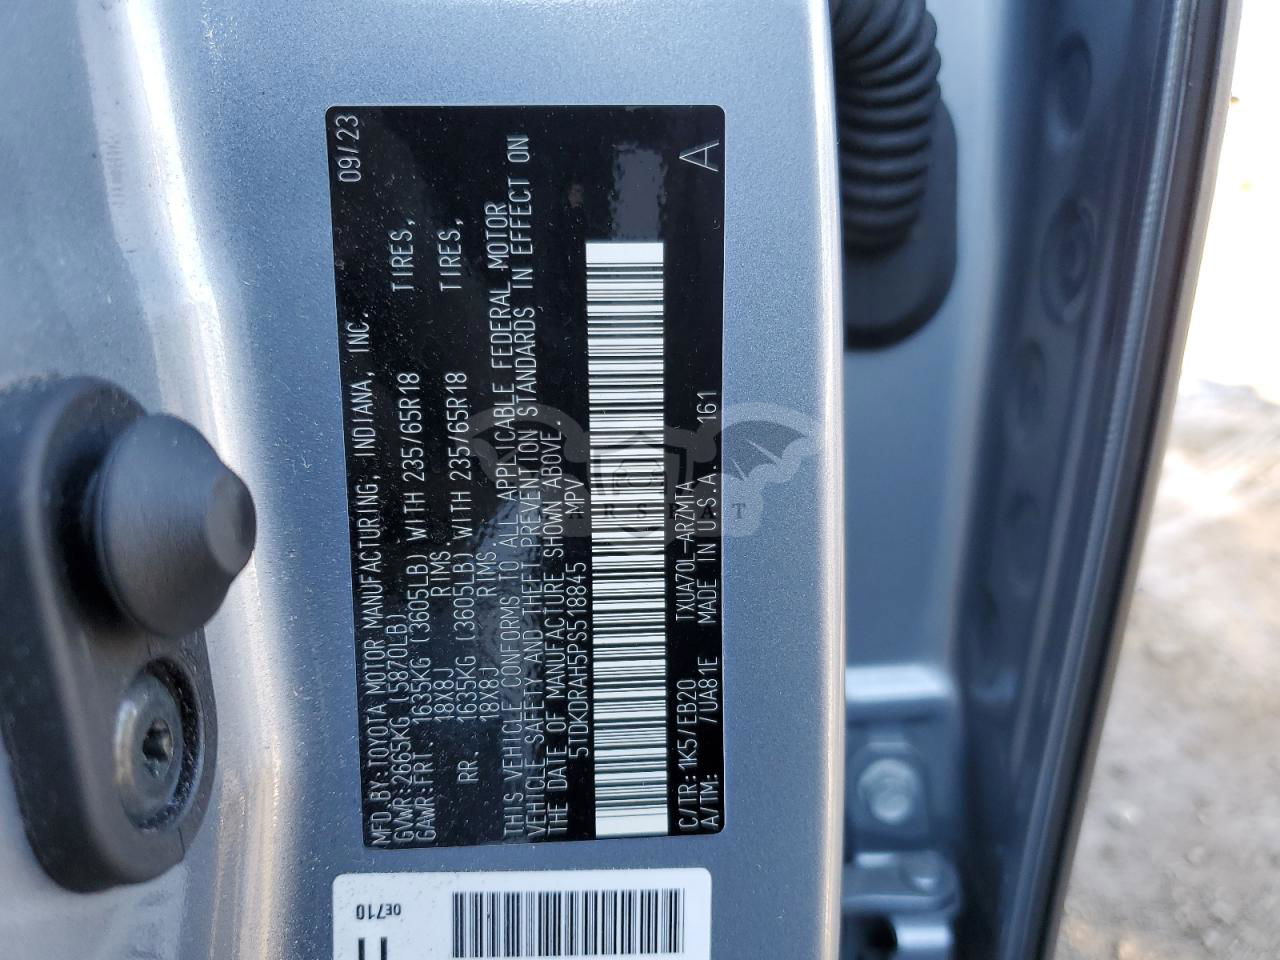 MFD. BY: TOYOTA MOTOR MANUFACTURING, INDIANA, INC. 09/23
GVWR: 2665KG (5870LB)
GAWR: FRT. 1635KG (3605LB) WITH 235/65R18 TIRES,
18X8J RIMS
RR. 1635KG (3605LB) WITH 235/65R18 TIRES,
18X8J RIMS.
THIS VEHICLE CONFORMS TO ALL APPLICABLE FEDERAL MOTOR
VEHICLE SAFETY AND THEFT PREVENTION STANDARDS IN EFFECT ON
THE DATE OF MANUFACTURE SHOWN ABOVE.
5TDKDRAH5PS518845 MPV
C/TR: 1K5/EB20 TXUA70L-ARZMTA A
A/TM: /UA81E MADE IN U.S.A. 161
0E710